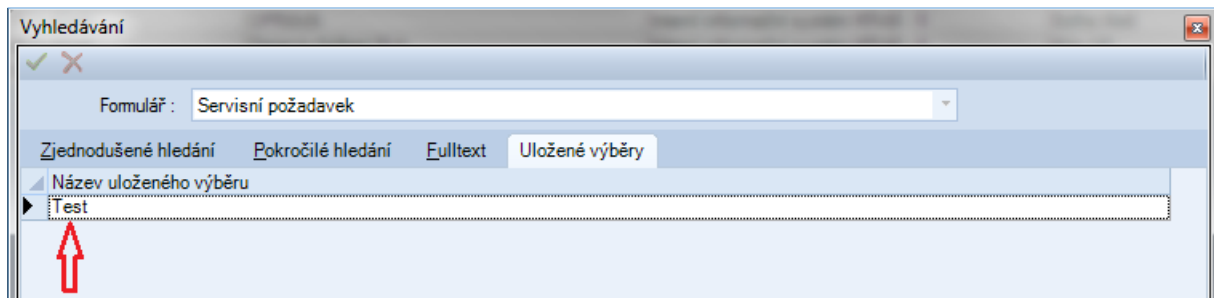 Vyhledávání
Formulář : Servisní požadavek
Zjednodušené hledání Pokročilé hledání Fulltext Uložené výběry
Název uloženého výběru
Test